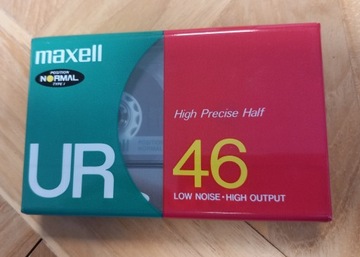 maxell
POSITION
NORMAL
TYPE I
High Precise Half
UR
46
LOW NOISE • HIGH OUTPUT